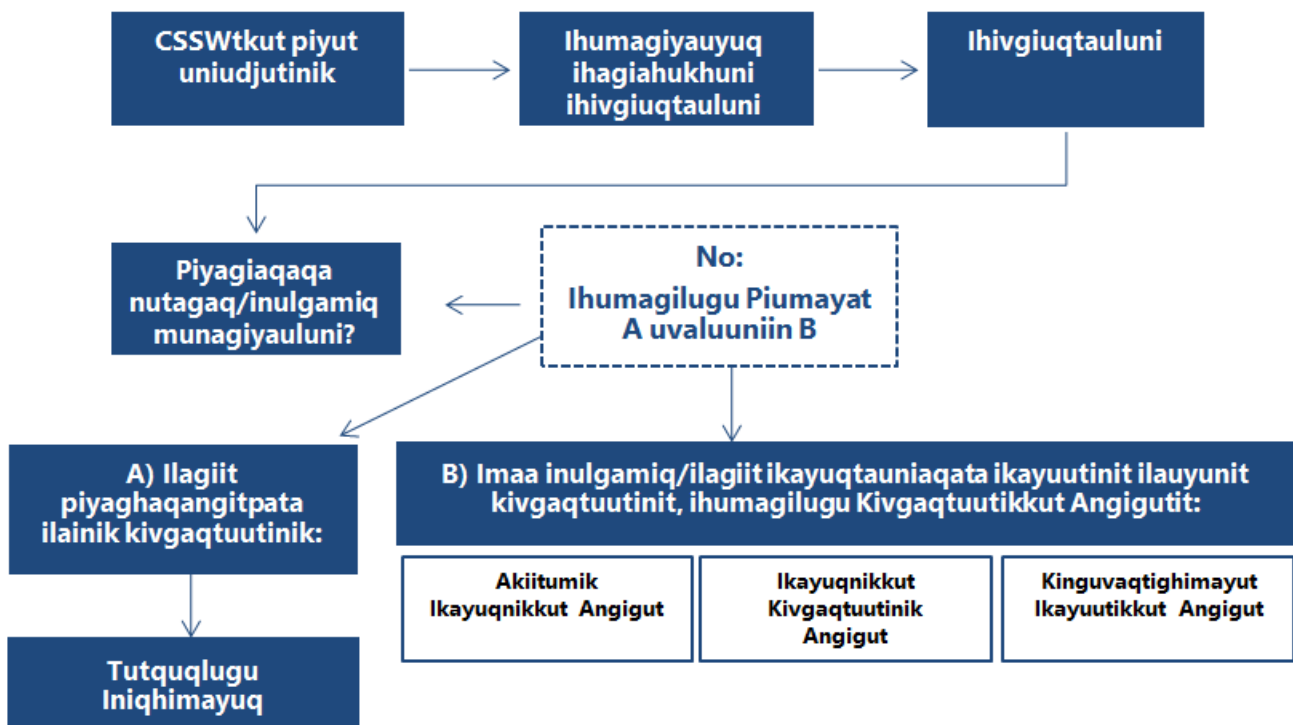 CSSWtkut piyut
uniudjutinik
Ihumagiyauyuq
ihagiahukhuni
ihivgiuqtauluni
Ihivgiuqtauluni
Piyagiaqaqa
nutagaq/inulgamiq
munagiyauluni?
No:
Ihumagilugu Piumayat
A uvaluuniin B
A) Ilagiit
piyaghaqangitpata
ilainik kivgaqtuutinik:
B) Imaa inulgamiq/ilagiit ikayuqtauniaqata ikayuutinit ilauyunit
kivgaqtuutinit, ihumagilugu Kivgaqtuutikkut Angigutit:
Akiitumik
Ikayuqnikkut Angigut
Ikayuqnikkut
Kivgaqtuutinik
Angigut
Kinguvaqtighimayut
Ikayuutikkut Angigut
Tutquqlugu
Iniqhimayuq